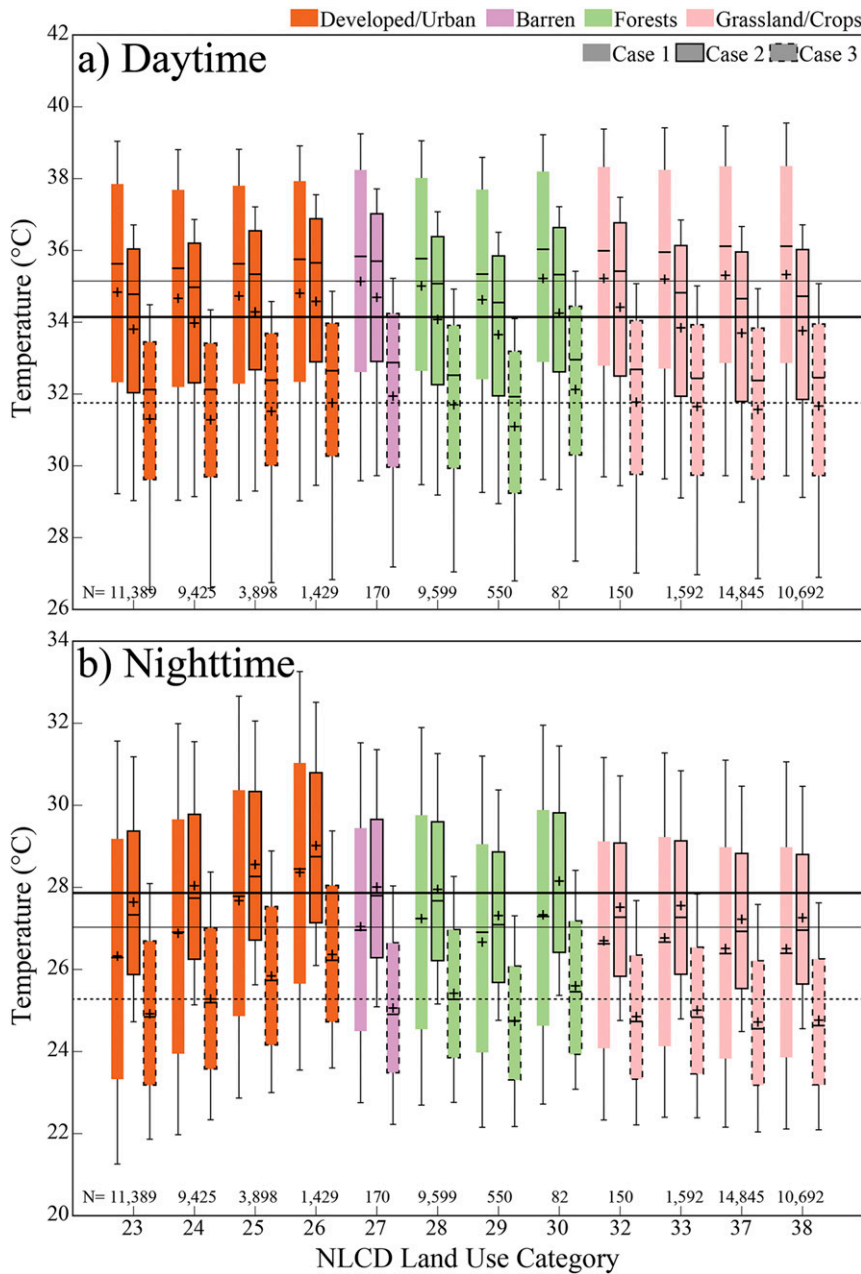 Developed/Urban Barren Forests Grassland/Crops
Case 1 Case 2 Case 3
a) Daytime
42
40
38
36
34
32
30
28
26
Temperature (°C)
N= 11,389 9,425 3,898 1,429 170 9,599 550 82 150 1,592 14,845 10,692
b) Nighttime
34
32
30
28
26
24
22
20
Temperature (°C)
N= 11,389 9,425 3,898 1,429 170 9,599 550 82 150 1,592 14,845 10,692
23 24 25 26 27 28 29 30 32 33 37 38
NLCD Land Use Category